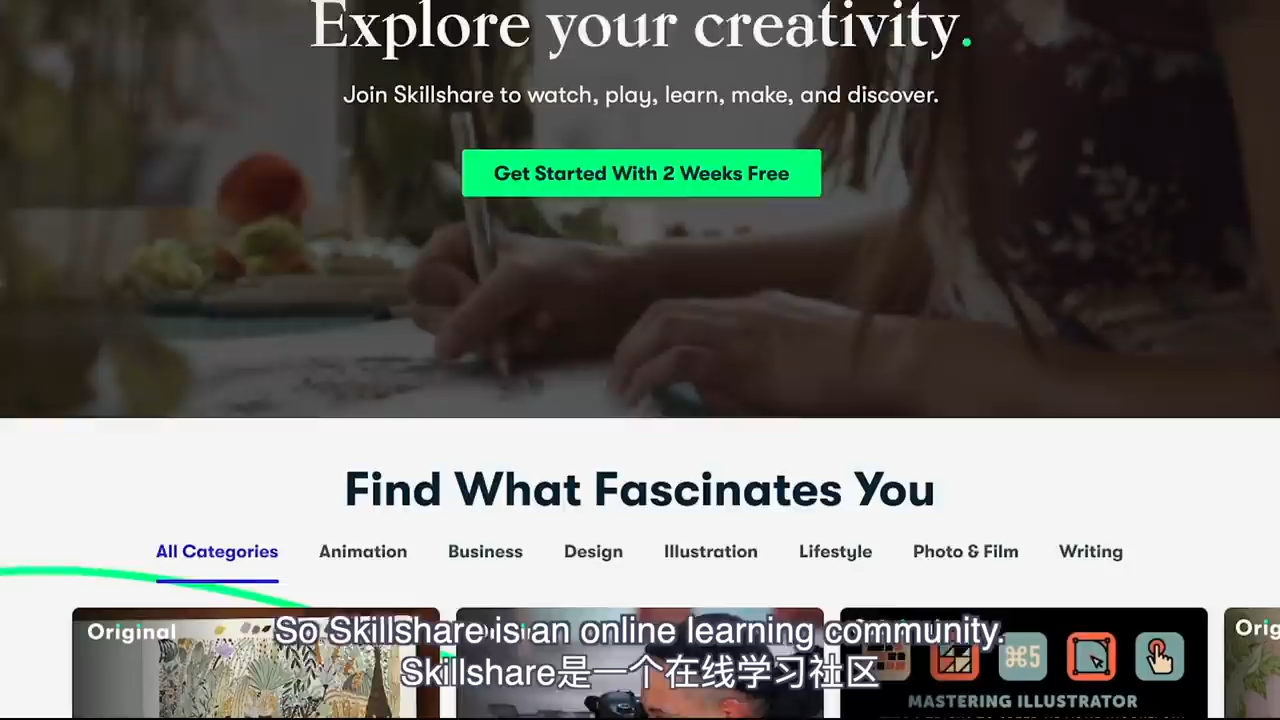 Explore your creativity.
Join Skillshare to watch, play, learn, make, and discover.
Get Started With 2 Weeks Free
Find What Fascinates You
All Categories Animation Business Design Illustration Lifestyle Photo & Film Writing
Original
Orig
So Skillshare is an online learning community.
Skillshare是一个在线学习社区
⌘5
MASTERING ILLUSTRATOR